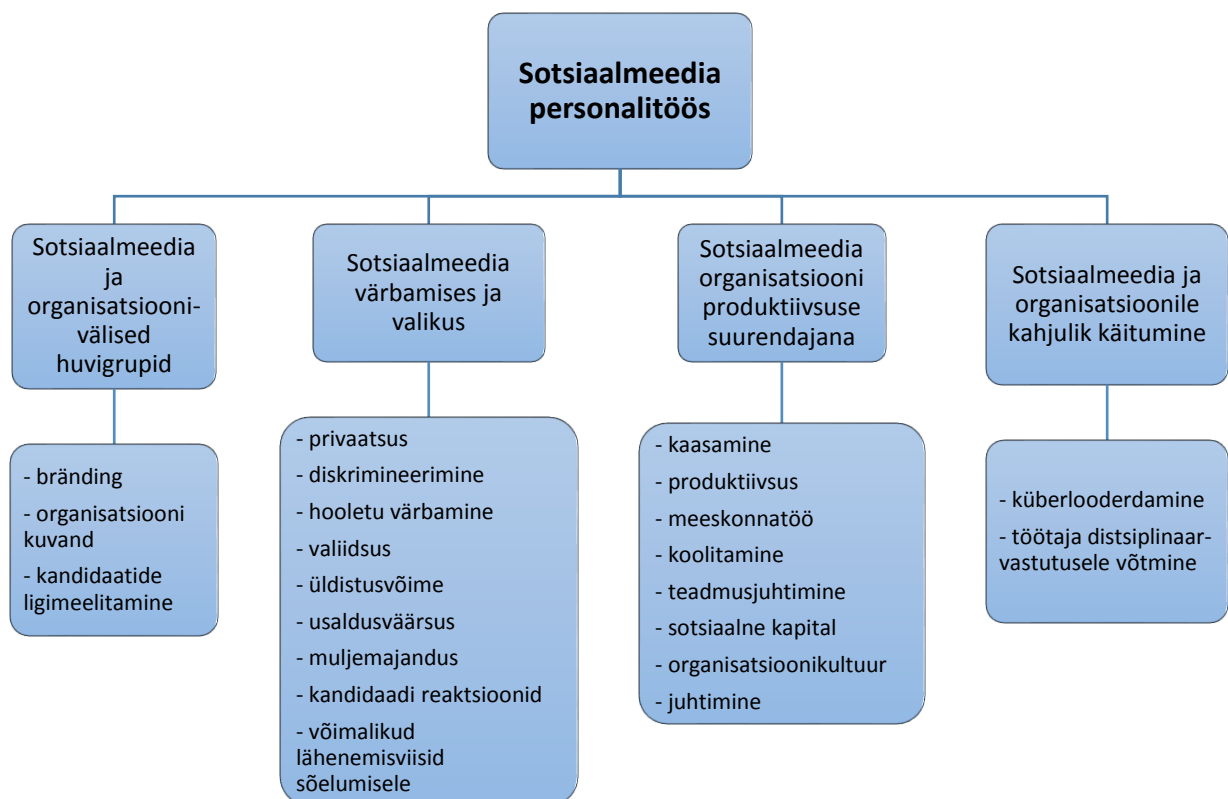 Sotsiaalmeedia
personalitöös
Sotsiaalmeedia
ja
organisatsiooni-
välised
huvigrupid
Sotsiaalmeedia
värbamises ja
valikus
Sotsiaalmeedia
organisatsiooni
produktiivsuse
suurendajana
Sotsiaalmeedia ja
organisatsioonile
kahjulik käitumine
- bränding
- organisatsiooni
kuvand
- kandidaatide
ligimeelitamine
- privaatsus
- diskrimineerimine
- hooletu värbamine
- valiidsus
- üldistusvõime
- usaldusväärsus
- muljemajandus
- kandidaadi reaktsioonid
- võimalikud
lähenemisviisid
sõelumisele
- kaasamine
- produktiivsus
- meeskonnatöö
- koolitamine
- teadmusjuhtimine
- sotsiaalne kapital
- organisatsioonikultuur
- juhtimine
- küberlooderdamine
- töötaja distsiplinaar-
vastutusele võtmine